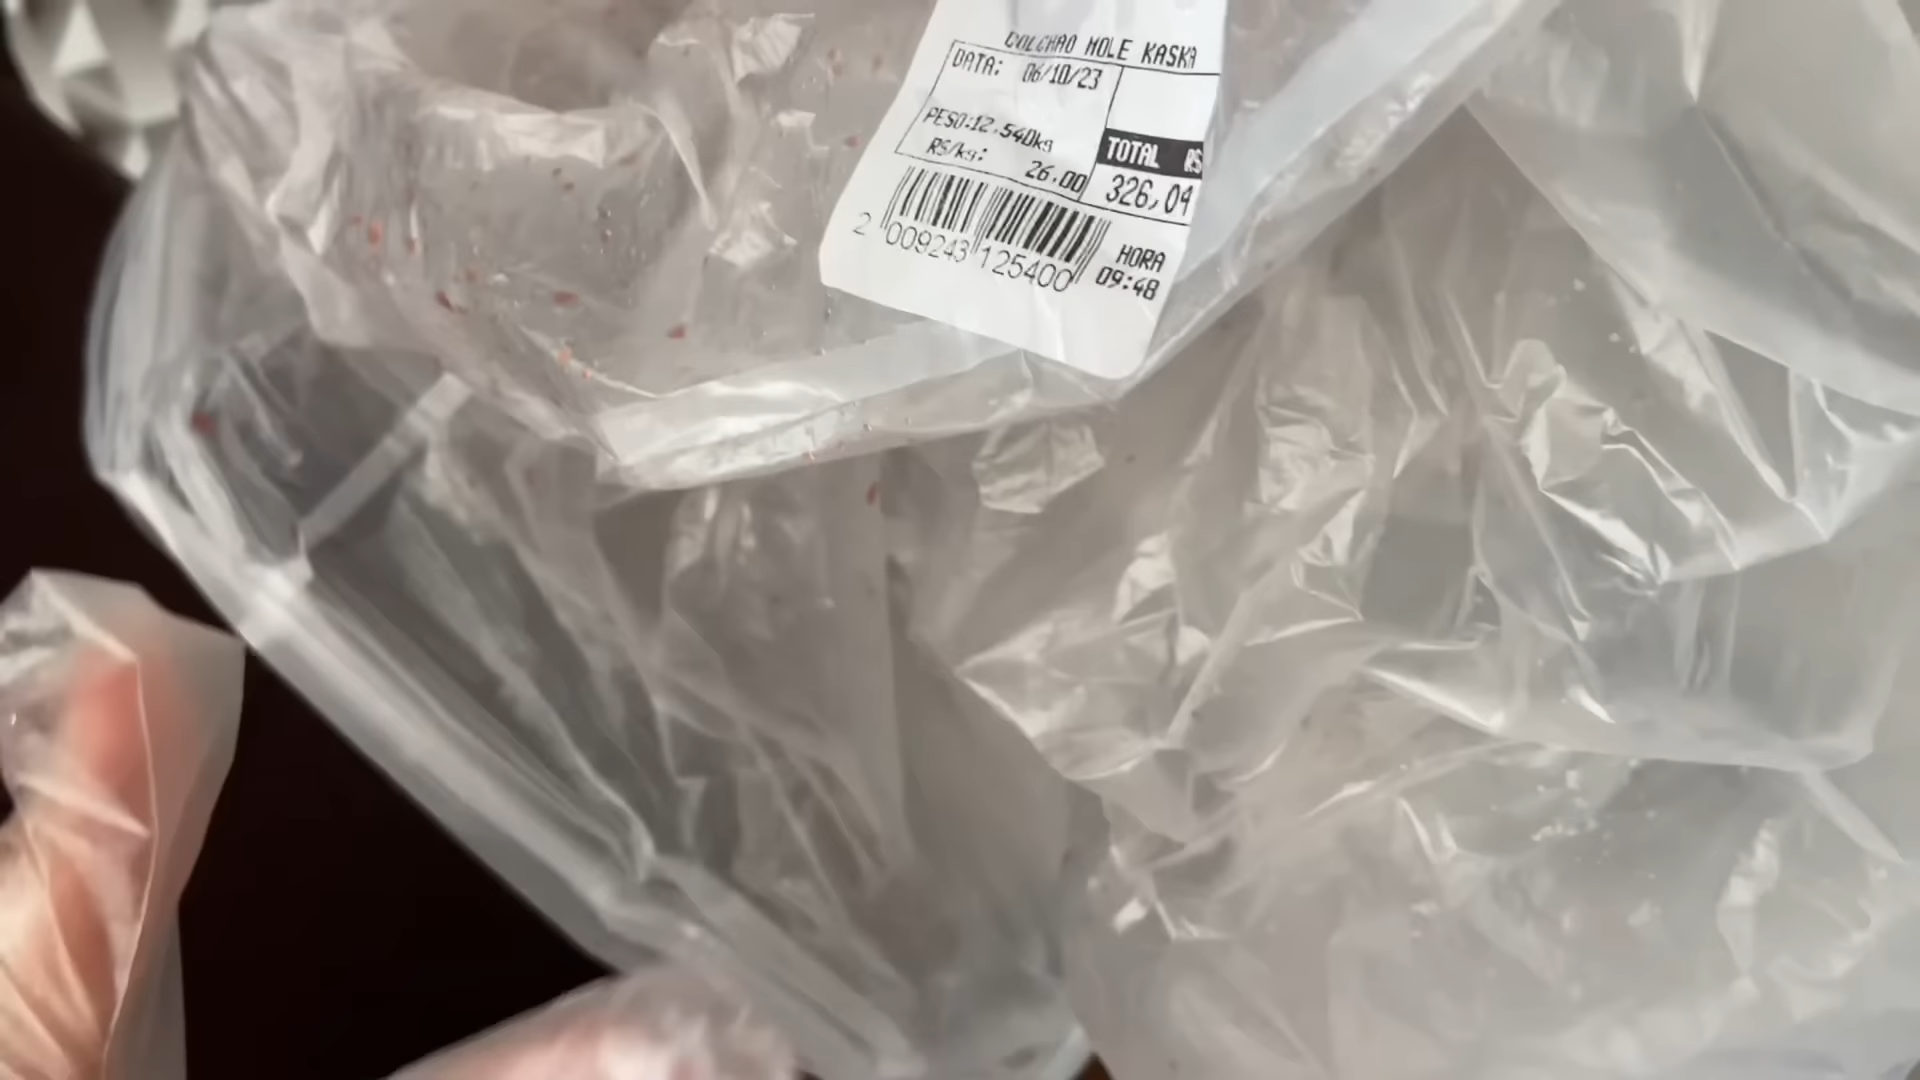 COLCHAO MOLE KASKA
DATA: 06/10/23
PESO:12,540kg
R$/kg: 26,00
TOTAL R$
326,04
2 009243 125400
HORA
09:48